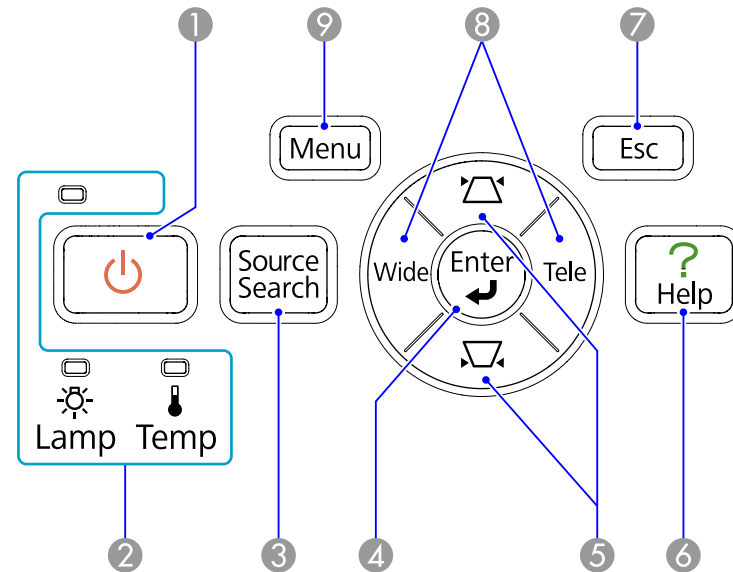 1
9
8
7
Menu
Esc
Source
Search
Wide
Enter
Tele
?
Help
Lamp
Temp
2
3
4
5
6